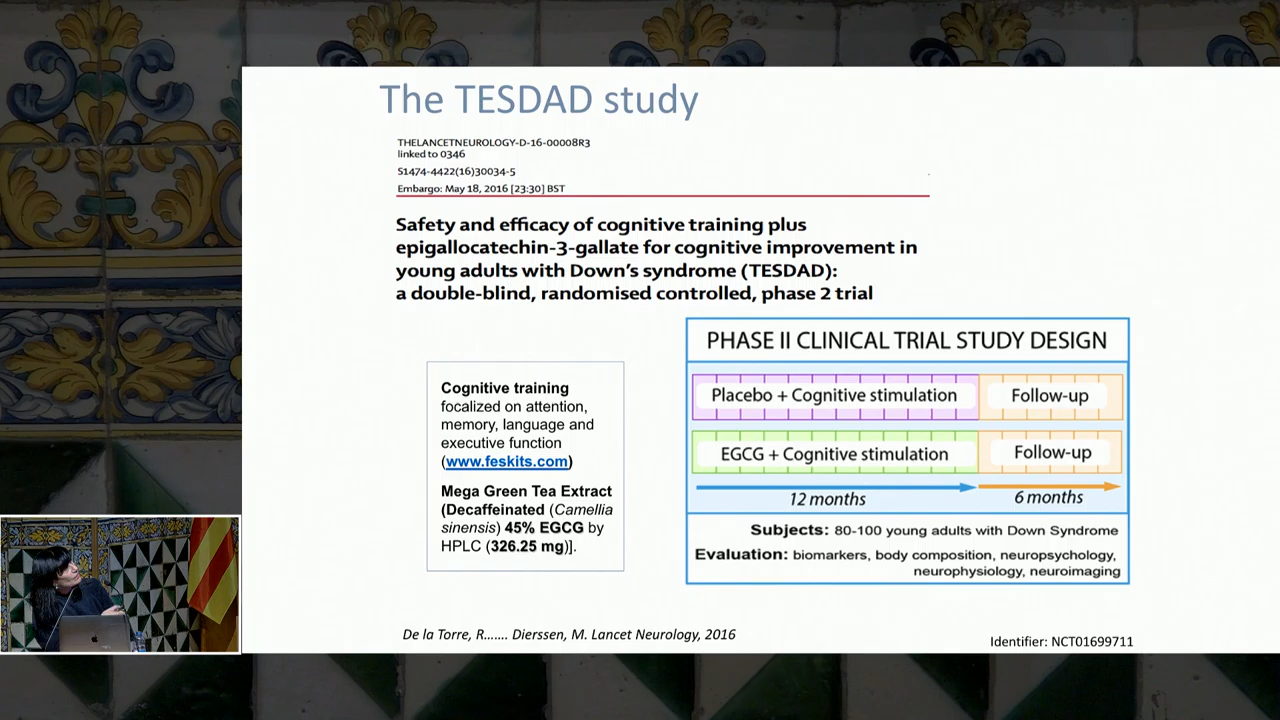 The TESDAD study
THELANCETNEUROLOGY-D-16-00008R3
linked to 0346
S1474-4422(16)30034-5
Embargo: May 18, 2016 [23:30] BST
Safety and efficacy of cognitive training plus
epigallocatechin-3-gallate for cognitive improvement in
young adults with Down’s syndrome (TESDAD):
a double-blind, randomised controlled, phase 2 trial
Cognitive training
focalized on attention,
memory, language and
executive function
(www.feskits.com)
Mega Green Tea Extract
(Decaffeinated (Camellia
sinensis) 45% EGCG by
HPLC (326.25 mg)].
PHASE II CLINICAL TRIAL STUDY DESIGN
Placebo + Cognitive stimulation
Follow-up
EGCG + Cognitive stimulation
Follow-up
12 months
6 months
Subjects: 80-100 young adults with Down Syndrome
Evaluation: biomarkers, body composition, neuropsychology,
neurophysiology, neuroimaging
De la Torre, R....... Dierssen, M. Lancet Neurology, 2016
Identifier: NCT01699711